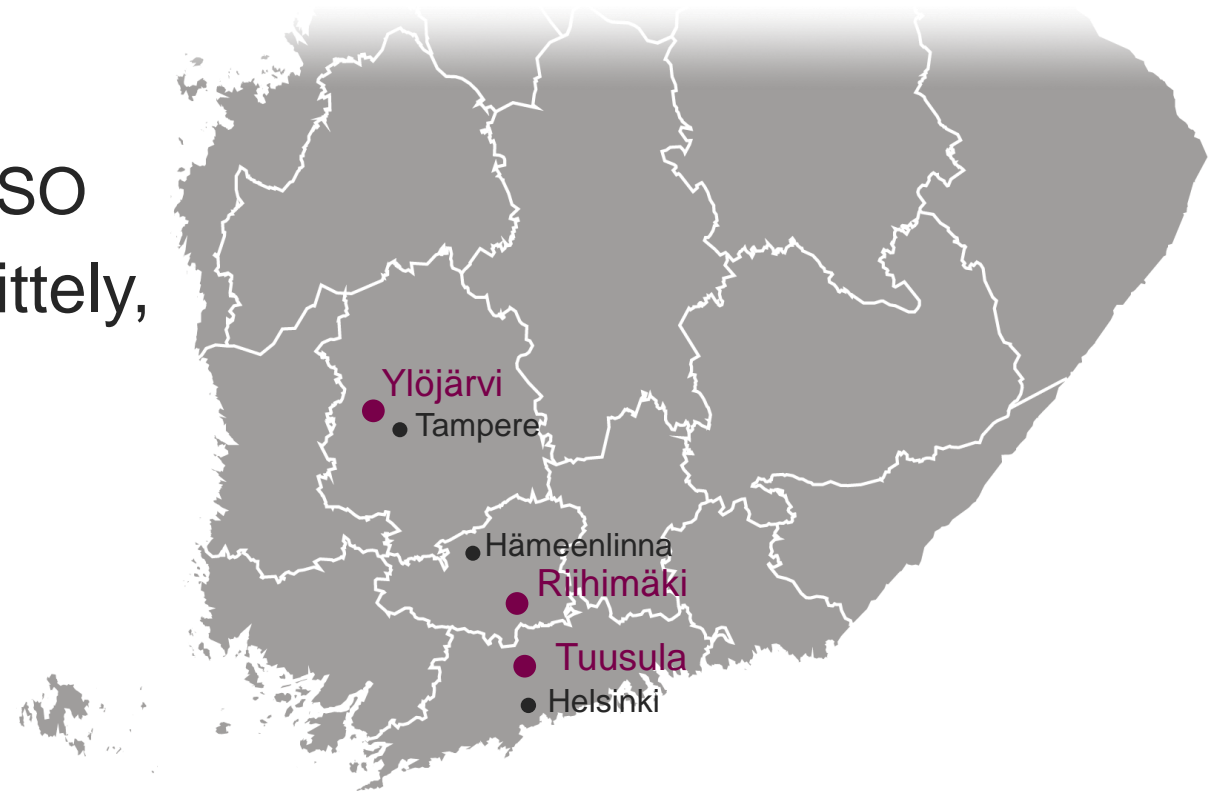 SO
ittely,
Ylöjärvi
Tampere
Hämeenlinna
Riihimäki
Tuusula
Helsinki